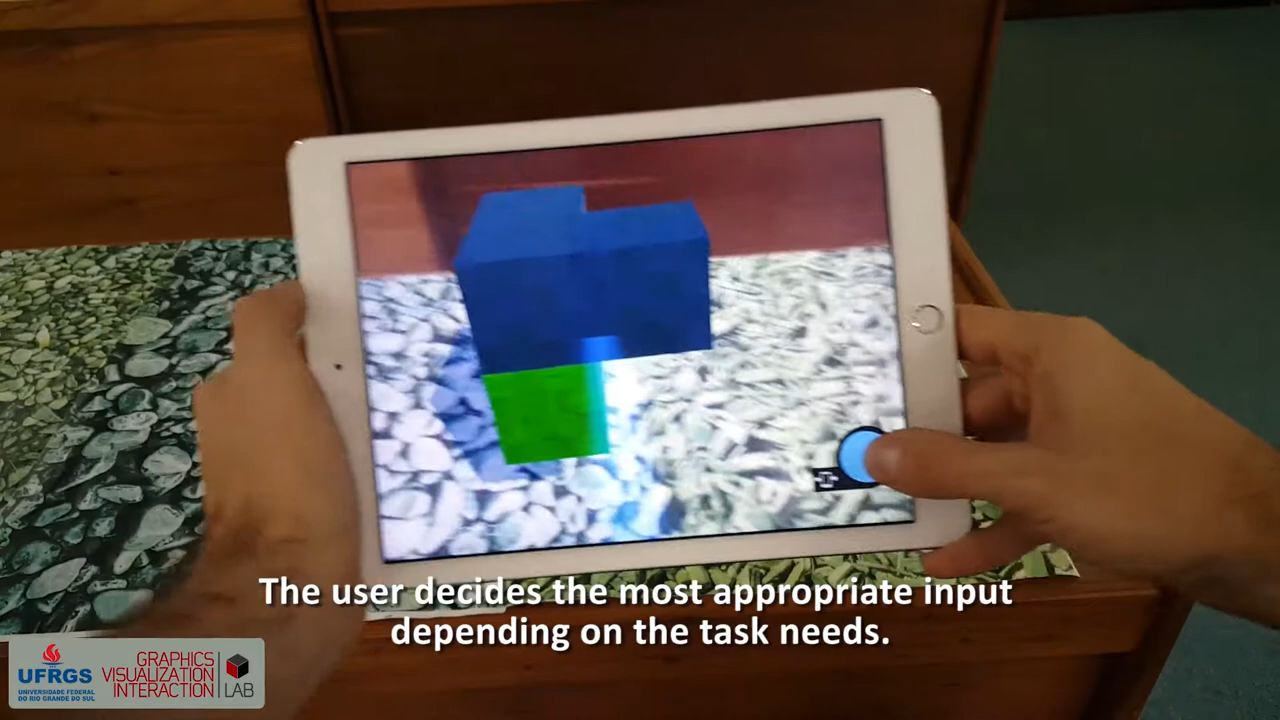 The user decides the most appropriate input
depending on the task needs.
UFRGS
UNIVERSIDADE FEDERAL
DO RIO GRANDE DO SUL
GRAPHICS
VISUALIZATION
INTERACTION
LAB